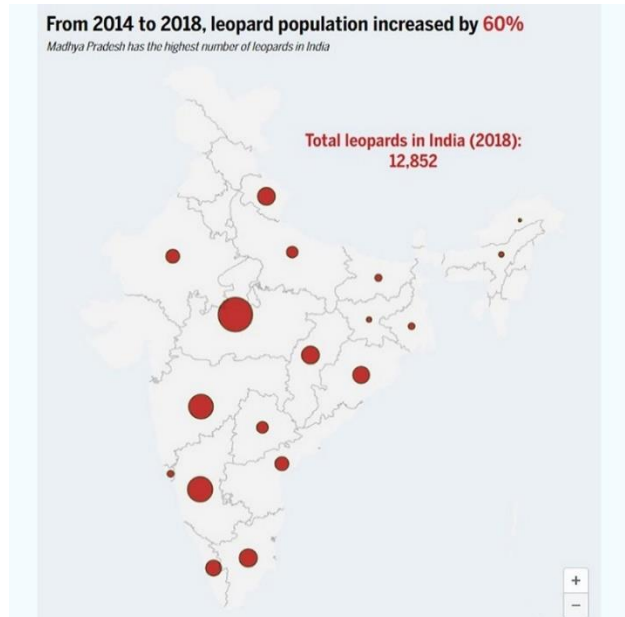 From 2014 to 2018, leopard population increased by 60%
Madhya Pradesh has the highest number of leopards in India
Total leopards in India (2018):
12,852
+
−